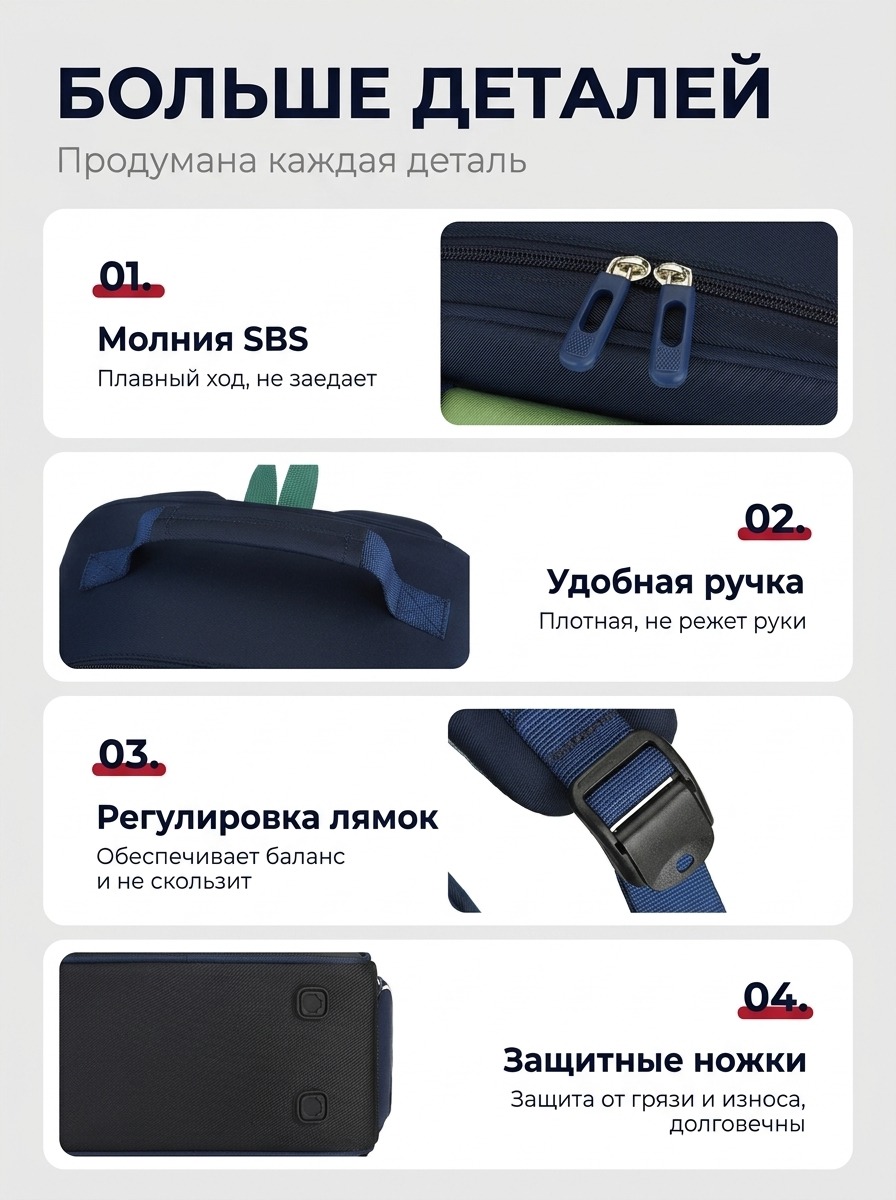 БОЛЬШЕ ДЕТАЛЕЙ
Продумана каждая деталь
01.
Молния SBS
Плавный ход, не заедает
02.
Удобная ручка
Плотная, не режет руки
03.
Регулировка лямок
Обеспечивает баланс
и не скользит
04.
Защитные ножки
Защита от грязи и износа,
долговечны